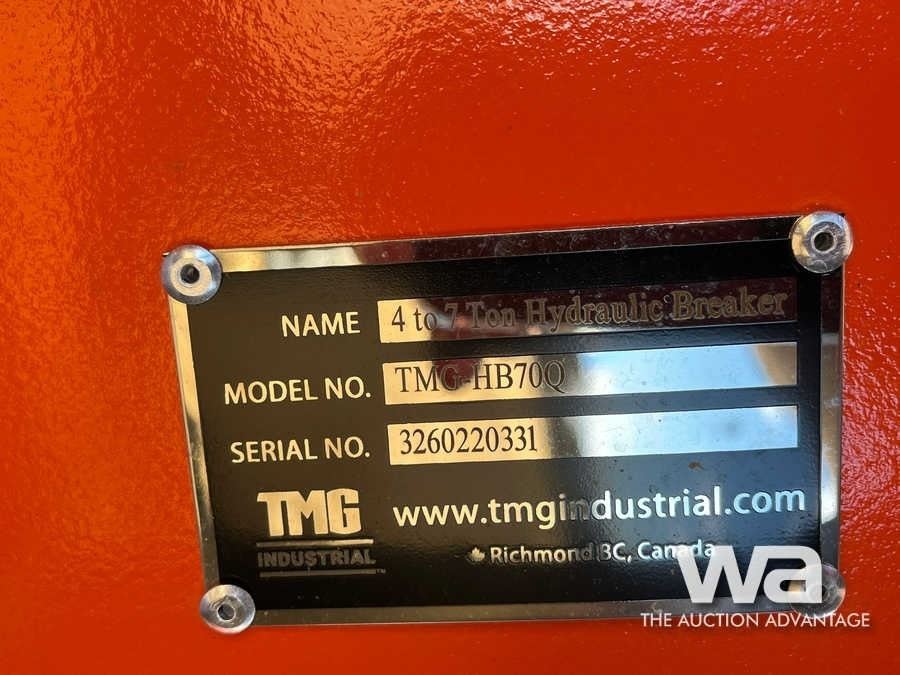 NAME 4 to 7 Ton Hydraulic Breaker
MODEL NO. TMG-HB70Q
SERIAL NO. 3260220331
TMG
INDUSTRIAL™
www.tmgindustrial.com
Richmond BC, Canada
wa
THE AUCTION ADVANTAGE